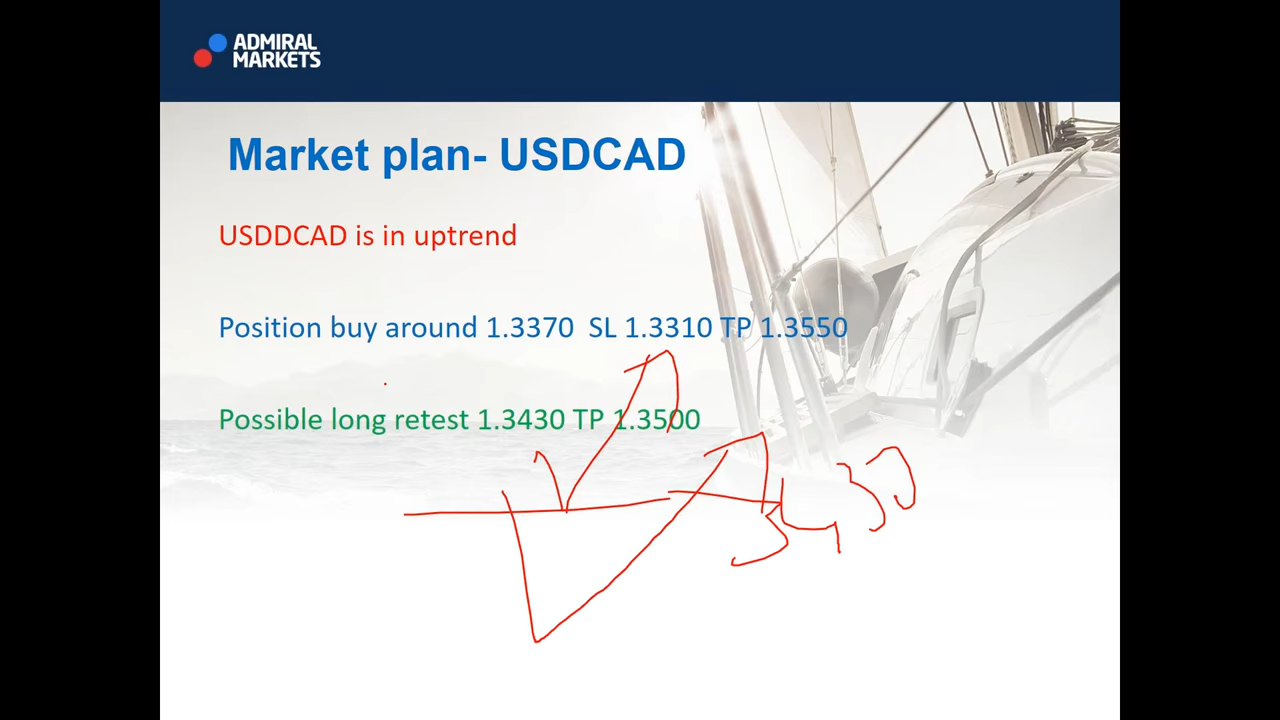 ADMIRAL
MARKETS
Market plan- USDCAD
USDDCAD is in uptrend
Position buy around 1.3370 SL 1.3310 TP 1.3550
Possible long retest 1.3430 TP 1.3500
3430